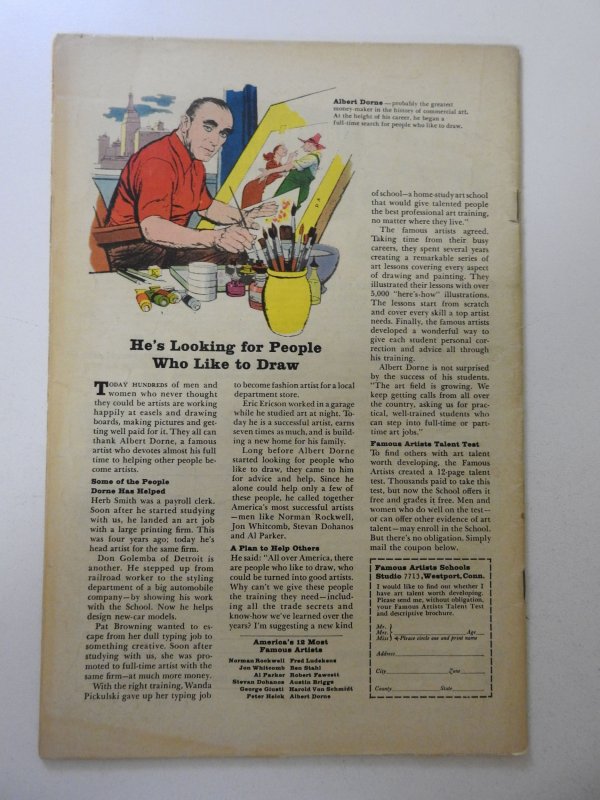 Albert Dorne — probably the greatest
money-maker in the history of commercial art.
At the height of his career, he began a
full-time search for people who like to draw.
He's Looking for People
Who Like to Draw
TODAY HUNDREDS of men and
women who never thought
they could be artists are working
happily at easels and drawing
boards, making pictures and get-
ting well paid for it. They all can
thank Albert Dorne, a famous
artist who devotes almost his full
time to helping other people be-
come artists.
Some of the People
Dorne Has Helped
Herb Smith was a payroll clerk.
Soon after he started studying
with us, he landed an art job
with a large printing firm. This
was four years ago; today he's
head artist for the same firm.
Don Golemba of Detroit is
another. He stepped up from
railroad worker to the styling
department of a big automobile
company—by showing his work
with the School. Now he helps
design new-car models.
Pat Browning wanted to es-
cape from her dull typing job to
something creative. Soon after
studying with us, she was pro-
moted to full-time artist with the
same firm—at much more money.
With the right training, Wanda
Pickulski gave up her typing job
to become fashion artist for a local
department store.
Eric Ericson worked in a garage
while he studied art at night. To-
day he is a successful artist, earns
seven times as much, and is build-
ing a new home for his family.
Long before Albert Dorne
started looking for people who
like to draw, they came to him
for advice and help. Since he
alone could help only a few of
these people, he called together
America's most successful artists
—men like Norman Rockwell,
Jon Whitcomb, Stevan Dohanos
and Al Parker.
A Plan to Help Others
He said: "All over America, there
are people who like to draw, who
could be turned into good artists.
Why can't we give these people
the training they need—includ-
ing all the trade secrets and
know-how we've learned over the
years? I'm suggesting a new kind
America's 12 Most
Famous Artists
Norman Rockwell Fred Ludekens
Jon Whitcomb Ben Stahl
Al Parker Robert Fawcett
Stevan Dohanos Austin Briggs
George Giusti Harold Von Schmidt
Peter Helck Albert Dorne
of school—a home-study art school
that would give talented people
the best professional art training,
no matter where they live."
The famous artists agreed.
Taking time from their busy
careers, they spent several years
creating a remarkable series of
art lessons covering every aspect
of drawing and painting. They
illustrated their lessons with over
5,000 "here's-how" illustrations.
The lessons start from scratch
and cover every skill a top artist
needs. Finally, the famous artists
developed a wonderful way to
give each student personal cor-
rection and advice all through
his training.
Albert Dorne is not surprised
by the success of his students.
"The art field is growing. We
keep getting calls from all over
the country, asking us for prac-
tical, well-trained students who
can step into full-time or part-
time art jobs."
Famous Artists Talent Test
To find others with art talent
worth developing, the Famous
Artists created a 12-page talent
test. Thousands paid to take this
test, but now the School offers it
free and grades it free. Men and
women who do well on the test—
or can offer other evidence of art
talent—may enroll in the School.
But there's no obligation. Simply
mail the coupon below.
Famous Artists Schools
Studio 7713, Westport, Conn.
I would like to find out whether I
have art talent worth developing.
Please send me, without obligation,
your Famous Artists Talent Test
and descriptive brochure.
Mr.
Mrs. Age
Miss Please circle one and print name
Address
City Zone
County State